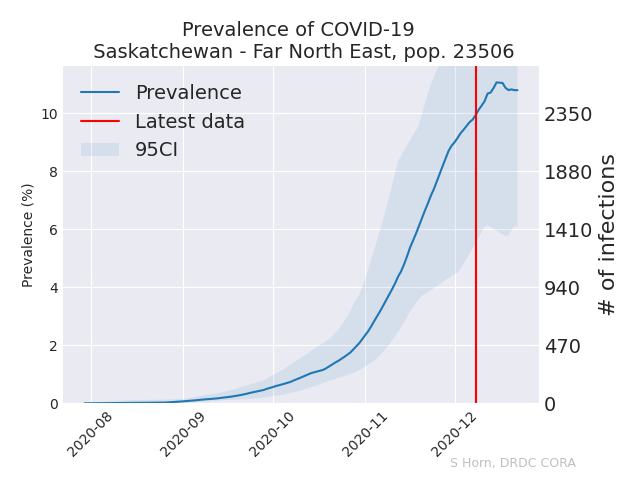 Prevalence of COVID-19
Saskatchewan - Far North East, pop. 23506
Prevalence
Latest data
95CI
Prevalence (%)
10
8
6
4
2
0
2350
1880
1410
940
470
0
# of infections
2020-08
2020-09
2020-10
2020-11
2020-12
S Horn, DRDC CORA